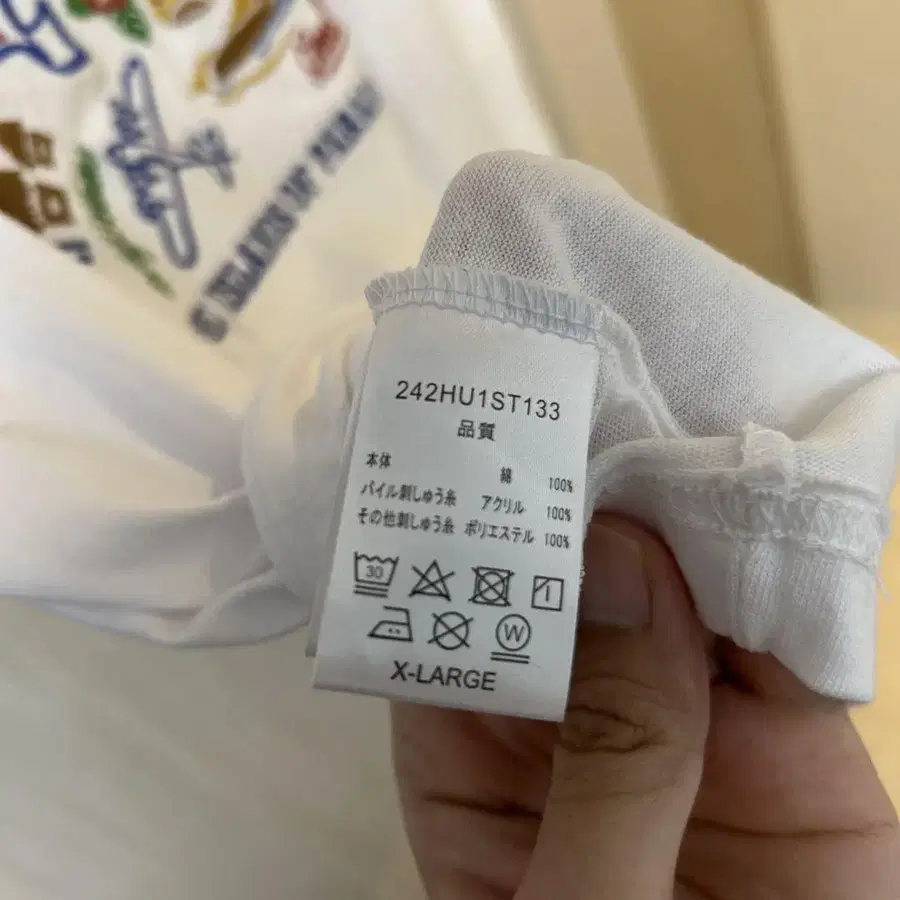 242HU1ST133
品質
本体 綿 100%
パイル刺しゅう糸 アクリル 100%
その他刺しゅう糸 ポリエステル 100%
30
W
X-LARGE